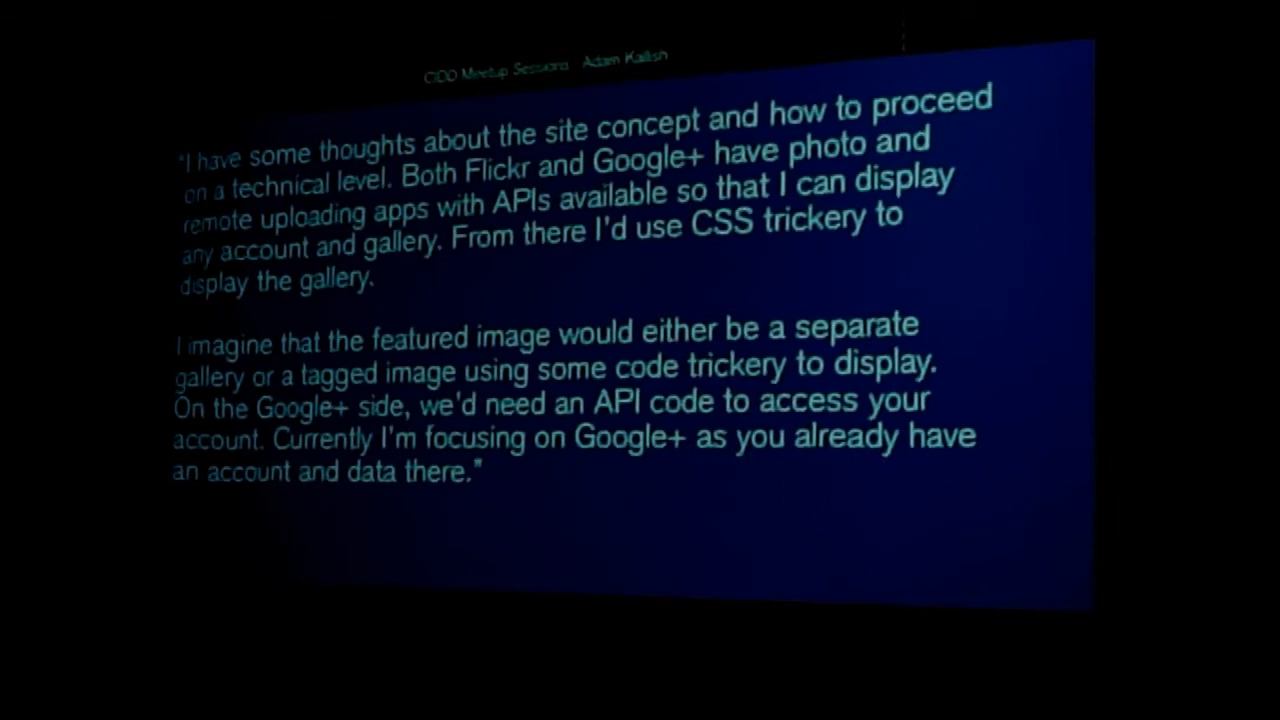 CIDD Meetup Sessions Adam Kallish
"I have some thoughts about the site concept and how to proceed
on a technical level. Both Flickr and Google+ have photo and
remote uploading apps with APIs available so that I can display
any account and gallery. From there I'd use CSS trickery to
display the gallery.
I imagine that the featured image would either be a separate
gallery or a tagged image using some code trickery to display.
On the Google+ side, we'd need an API code to access your
account. Currently I'm focusing on Google+ as you already have
an account and data there."